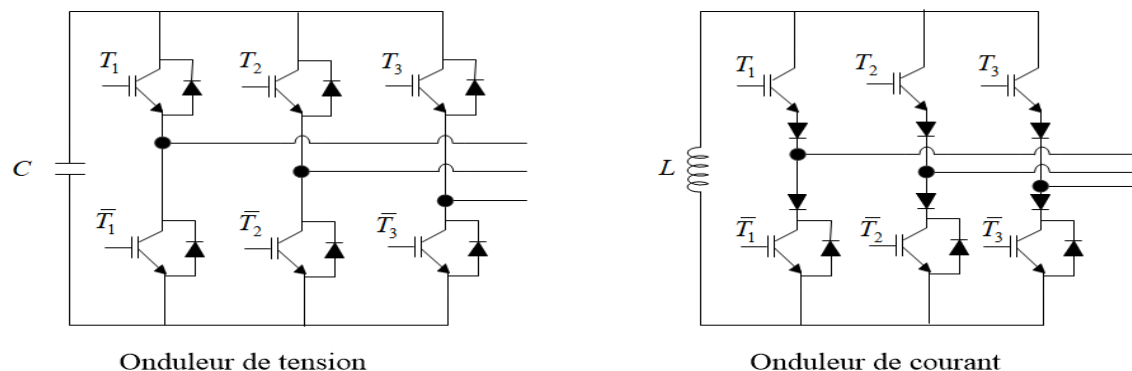 T₁ T₂ T₃
C
T̅₁ T̅₂ T̅₃
Onduleur de tension
T₁ T₂ T₃
L
T̅₁ T̅₂ T̅₃
Onduleur de courant